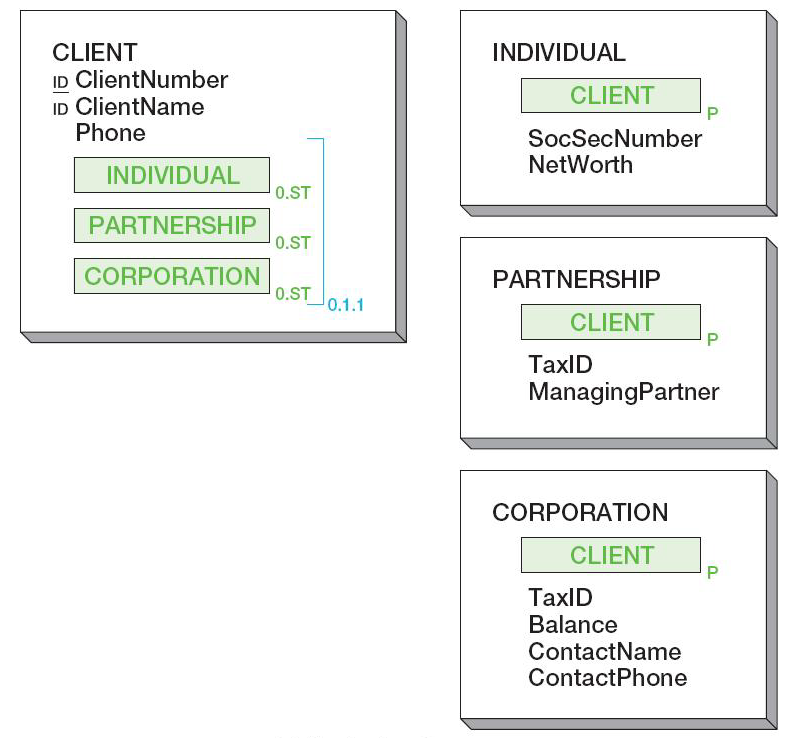 CLIENT
ID ClientNumber
ID ClientName
Phone
INDIVIDUAL
0.ST
PARTNERSHIP
0.ST
CORPORATION
0.ST
0.1.1
INDIVIDUAL
CLIENT
P
SocSecNumber
NetWorth
PARTNERSHIP
CLIENT
P
TaxID
ManagingPartner
CORPORATION
CLIENT
P
TaxID
Balance
ContactName
ContactPhone